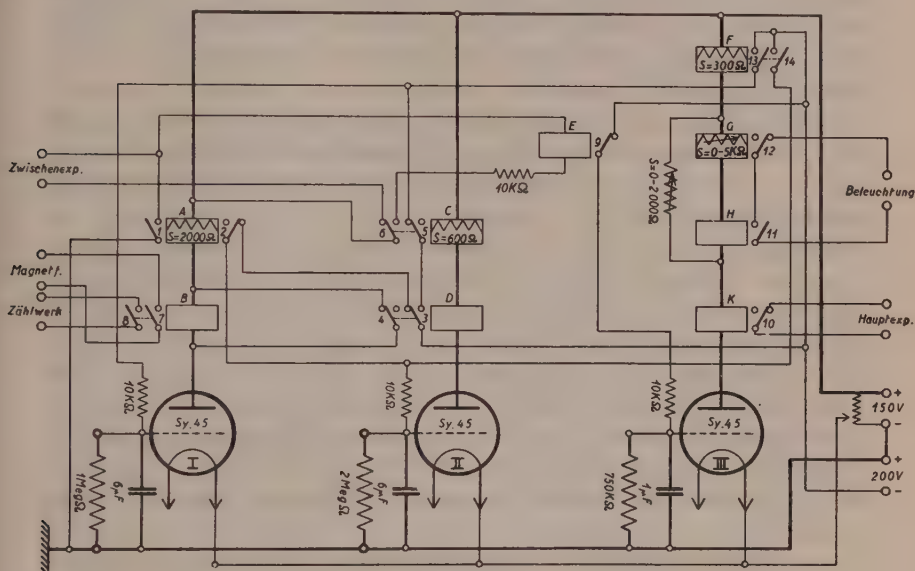 F
S=300Ω
13
14
10KΩ
E
9
G
S=0-5KΩ
12
S=0-2000Ω
Zwischenexp.
10KΩ
Beleuchtung
A
S=2000Ω
1
2
C
S=600Ω
6
5
H
11
Magnetf.
Zählwerk
B
8
7
D
4
3
K
10
Hauptexp.
10KΩ
10KΩ
10KΩ
Sy.45
I
Sy.45
II
Sy.45
III
+
150V
-
+
200V
-
1MegΩ
6µF
2MegΩ
6µF
750KΩ
1µF